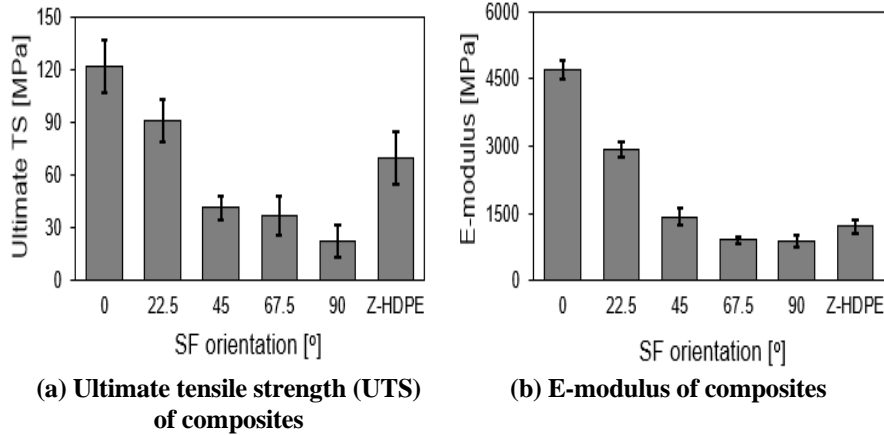 Ultimate TS [MPa]
150
120
90
60
30
0
0 22.5 45 67.5 90 Z-HDPE
SF orientation [º]
(a) Ultimate tensile strength (UTS)
of composites
E-modulus [MPa]
6000
4500
3000
1500
0
0 22.5 45 67.5 90 Z-HDPE
SF orientation [º]
(b) E-modulus of composites